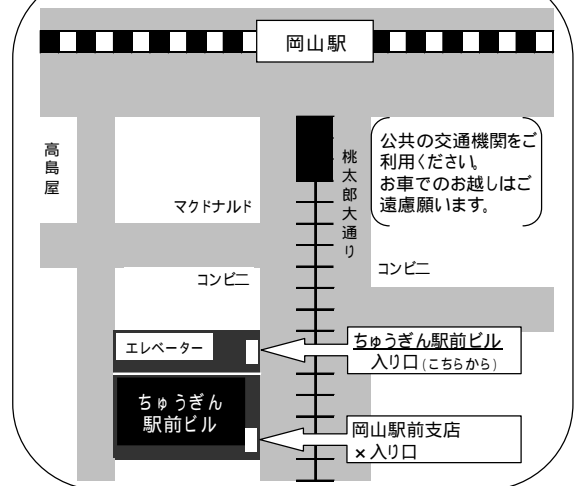 岡山駅
公共の交通機関をご
利用ください。
お車でのお越しはご
遠慮願います。
高島屋
桃太郎大通り
マクドナルド
コンビニ
コンビニ
エレベーター
ちゅうぎん駅前ビル
入り口(こちらから)
ちゅうぎん
駅前ビル
岡山駅前支店
×入り口